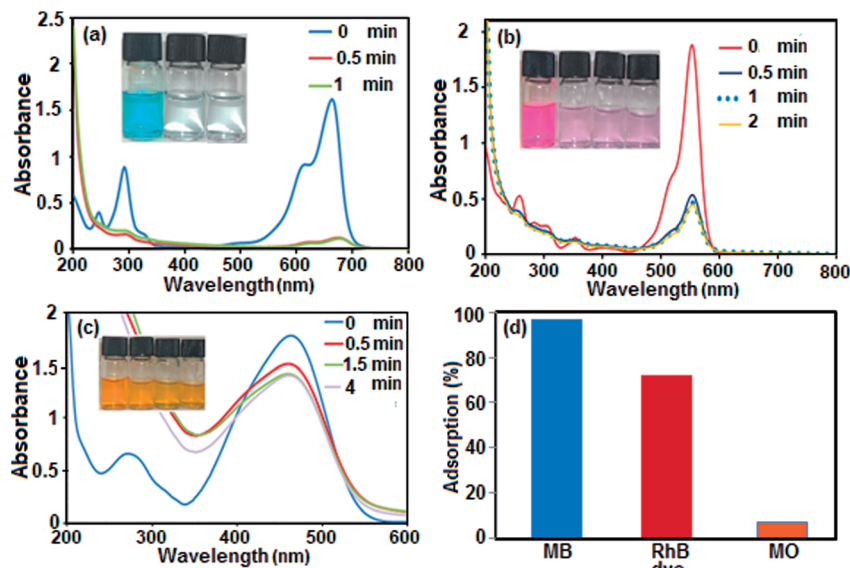 (a)
0 min
0.5 min
1 min
2.5
2
1.5
1
0.5
0
Absorbance
200 300 400 500 600 700 800
Wavelength (nm)
(b)
0 min
0.5 min
1 min
2 min
2
1.5
1
0.5
0
Absorbance
200 300 400 500 600 700 800
Wavelength (nm)
(c)
0 min
0.5 min
1.5 min
4 min
2
1.5
1
0.5
0
Absorbance
200 300 400 500 600
Wavelength (nm)
(d)
100
80
60
40
20
0
Adsorption (%)
MB RhB MO